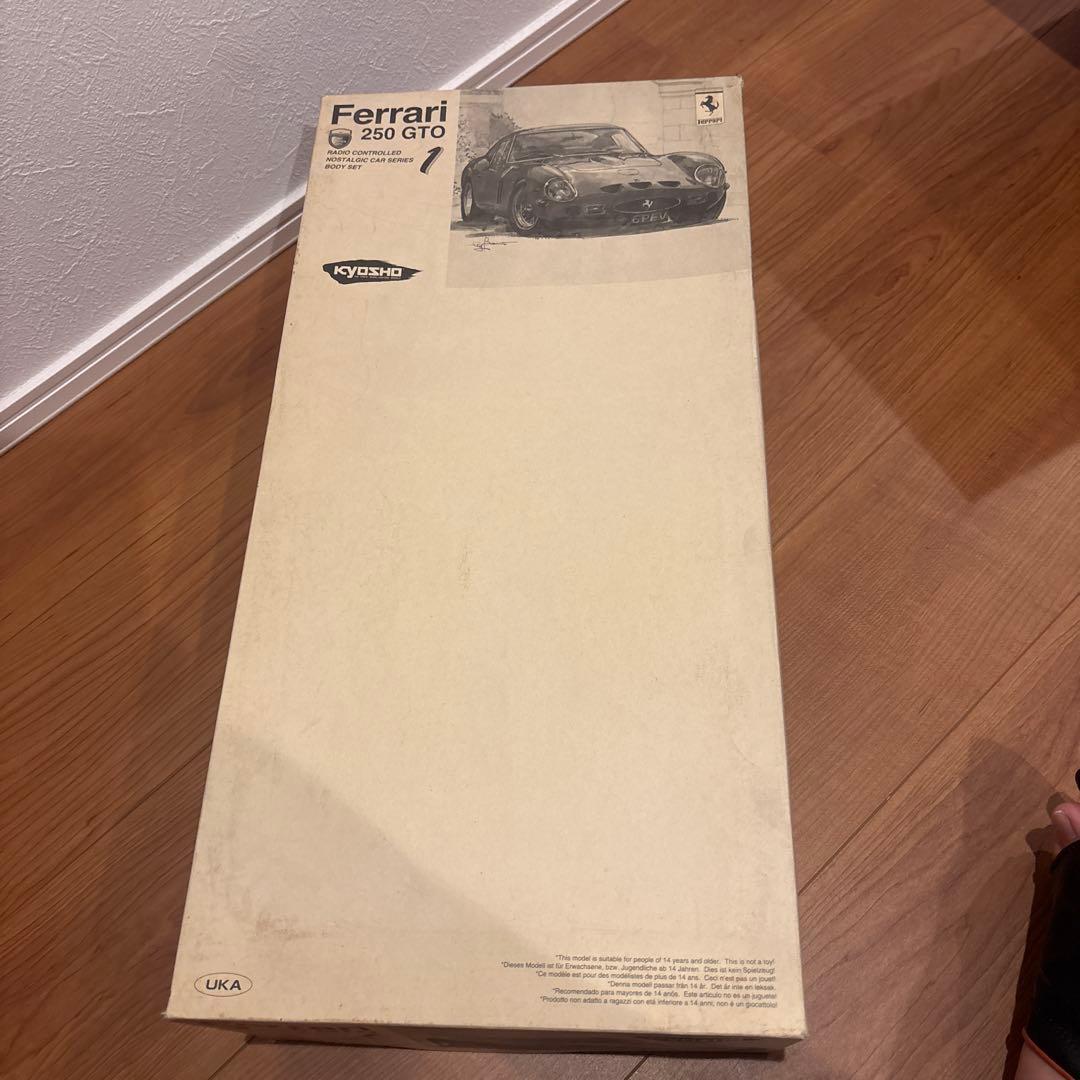 Ferrari
250 GTO
RADIO CONTROLLED
NOSTALGIC CAR SERIES
BODY SET
1
Ferrari
6PEV
KYOSHO
*This model is suitable for people of 14 years and older. This is not a toy!
*Dieses Modell ist für Erwachsene, bzw. Jugendliche ab 14 Jahren. Dies ist kein Spielzeug!
*Ce modèle est pour des modélistes de plus de 14 ans. Ceci n'est pas un jouet!
*Denna modell passar från 14 år. Det är inte en leksak.
*Recomendado para mayores de 14 anõs. Este articulo no es un juguete!
*Prodotto non adatto a ragazzi con età inferiore a 14 anni, non è un giocattolo!
UKA